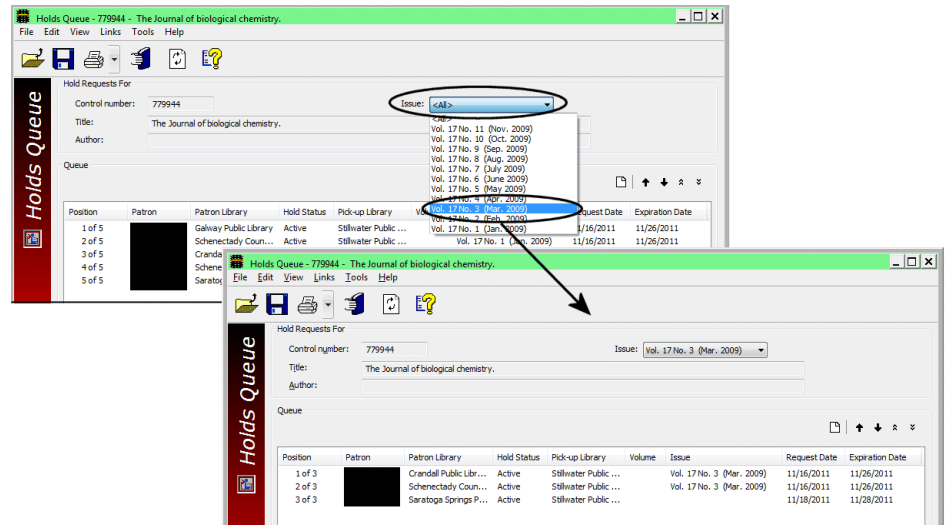 Holds Queue - 779944 - The Journal of biological chemistry.
File Edit View Links Tools Help
Holds Queue
Hold Requests For
Control number: 779944
Issue: <All>
Title: The Journal of biological chemistry.
Author:
<All>
Vol. 17 No. 11 (Nov. 2009)
Vol. 17 No. 10 (Oct. 2009)
Vol. 17 No. 9 (Sep. 2009)
Vol. 17 No. 8 (Aug. 2009)
Vol. 17 No. 7 (July 2009)
Vol. 17 No. 6 (June 2009)
Vol. 17 No. 5 (May 2009)
Vol. 17 No. 4 (Apr. 2009)
Vol. 17 No. 3 (Mar. 2009)
Vol. 17 No. 2 (Feb. 2009)
Vol. 17 No. 1 (Jan. 2009)
Queue
Position Patron Patron Library Hold Status Pick-up Library Request Date Expiration Date
1 of 5 Galway Public Library Active Stillwater Public ... 11/26/2011
2 of 5 Schenectady Coun... Active Stillwater Public ... Vol. 17 No. 1 (Jan. 2009) 11/16/2011 11/26/2011
3 of 5
4 of 5
5 of 5
Holds Queue - 779944 - The Journal of biological chemistry.
File Edit View Links Tools Help
Holds Queue
Hold Requests For
Control number: 779944
Issue: Vol. 17 No. 3 (Mar. 2009)
Title: The Journal of biological chemistry.
Author:
Queue
Position Patron Patron Library Hold Status Pick-up Library Volume Issue Request Date Expiration Date
1 of 3 Crandall Public Libr... Active Stillwater Public ... Vol. 17 No. 3 (Mar. 2009) 11/16/2011 11/26/2011
2 of 3 Schenectady Coun... Active Stillwater Public ... Vol. 17 No. 3 (Mar. 2009) 11/16/2011 11/26/2011
3 of 3 Saratoga Springs P... Active Stillwater Public ... 11/18/2011 11/28/2011